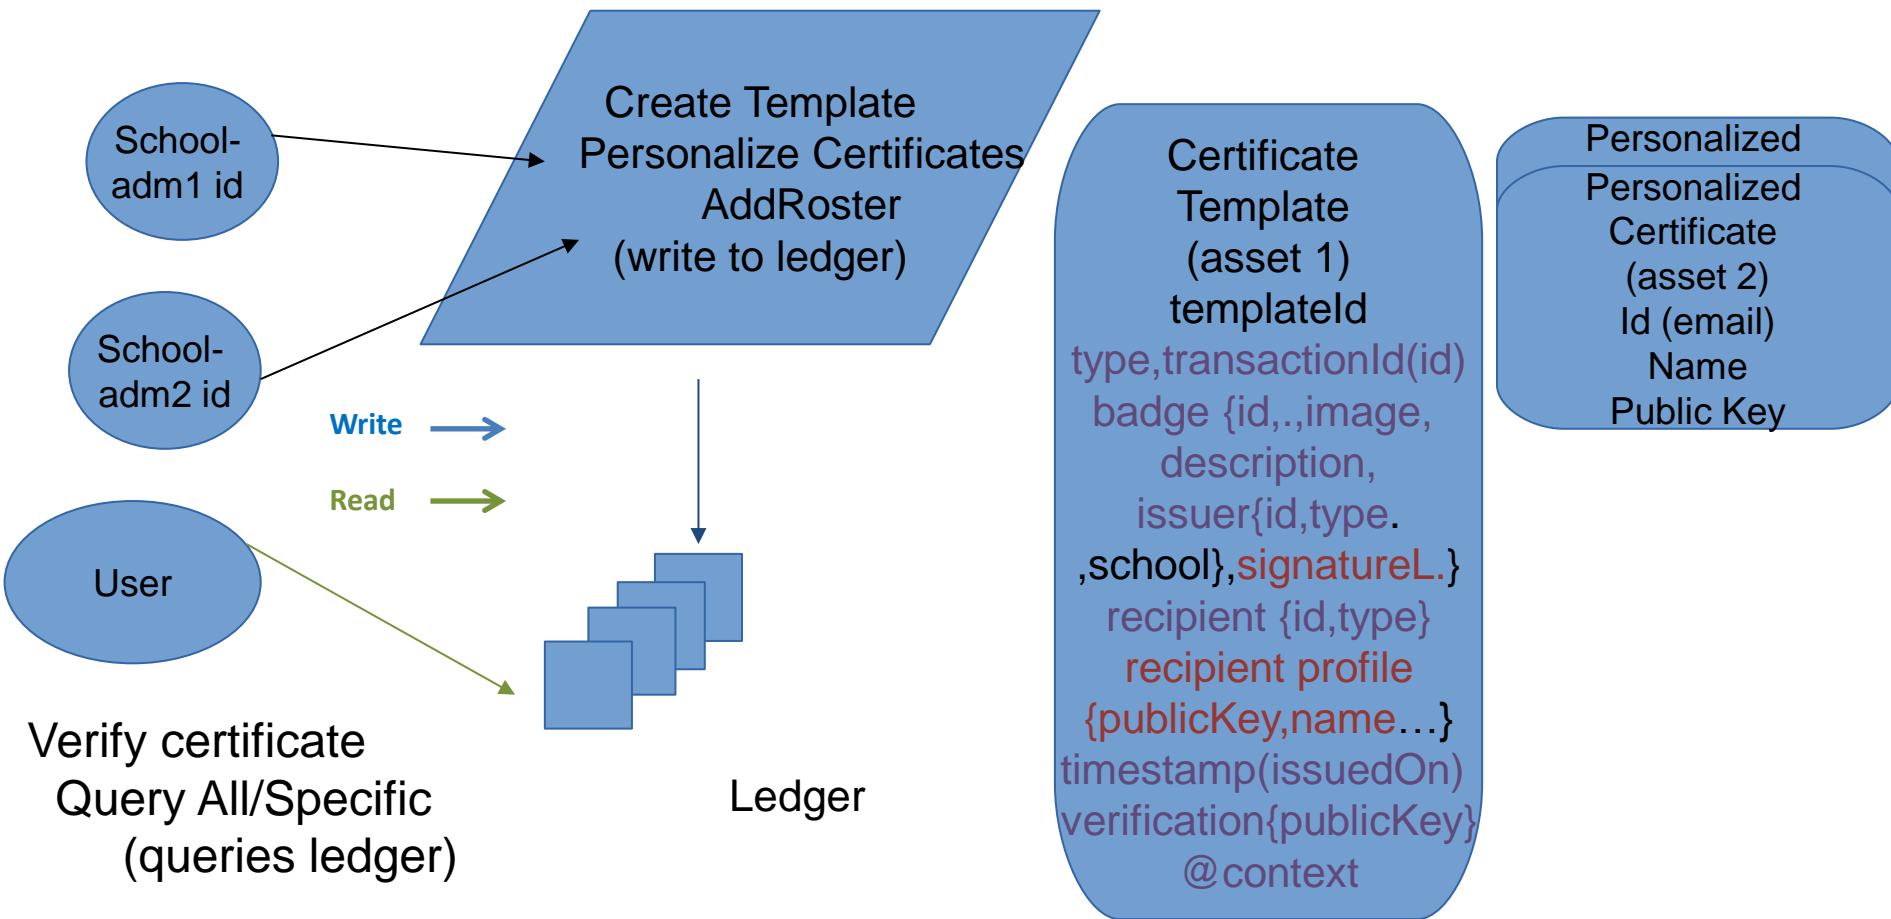 School-
adm1 id
School-
adm2 id
User
Create Template
Personalize Certificates
AddRoster
(write to ledger)
Write
Read
Verify certificate
Query All/Specific
(queries ledger)
Ledger
Certificate
Template
(asset 1)
templateId
type,transactionId(id)
badge {id,.,image,
description,
issuer{id,type.
,school},signatureL.}
recipient {id,type}
recipient profile
{publicKey,name…}
timestamp(issuedOn)
verification{publicKey}
@context
Personalized
Personalized
Certificate
(asset 2)
Id (email)
Name
Public Key